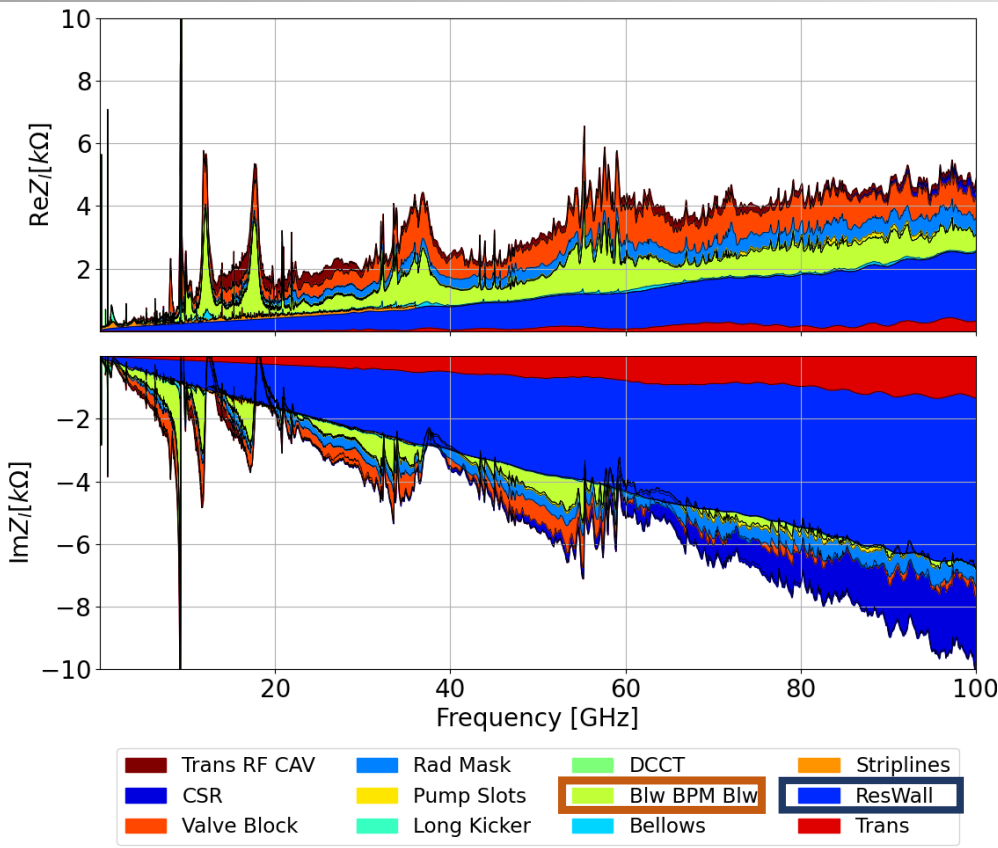 10
8
6
4
2
ReZl[kΩ]
−2
−4
−6
−8
−10
ImZl[kΩ]
20 40 60 80 100
Frequency [GHz]
Trans RF CAV Rad Mask DCCT Striplines
CSR Pump Slots Blw BPM Blw ResWall
Valve Block Long Kicker Bellows Trans